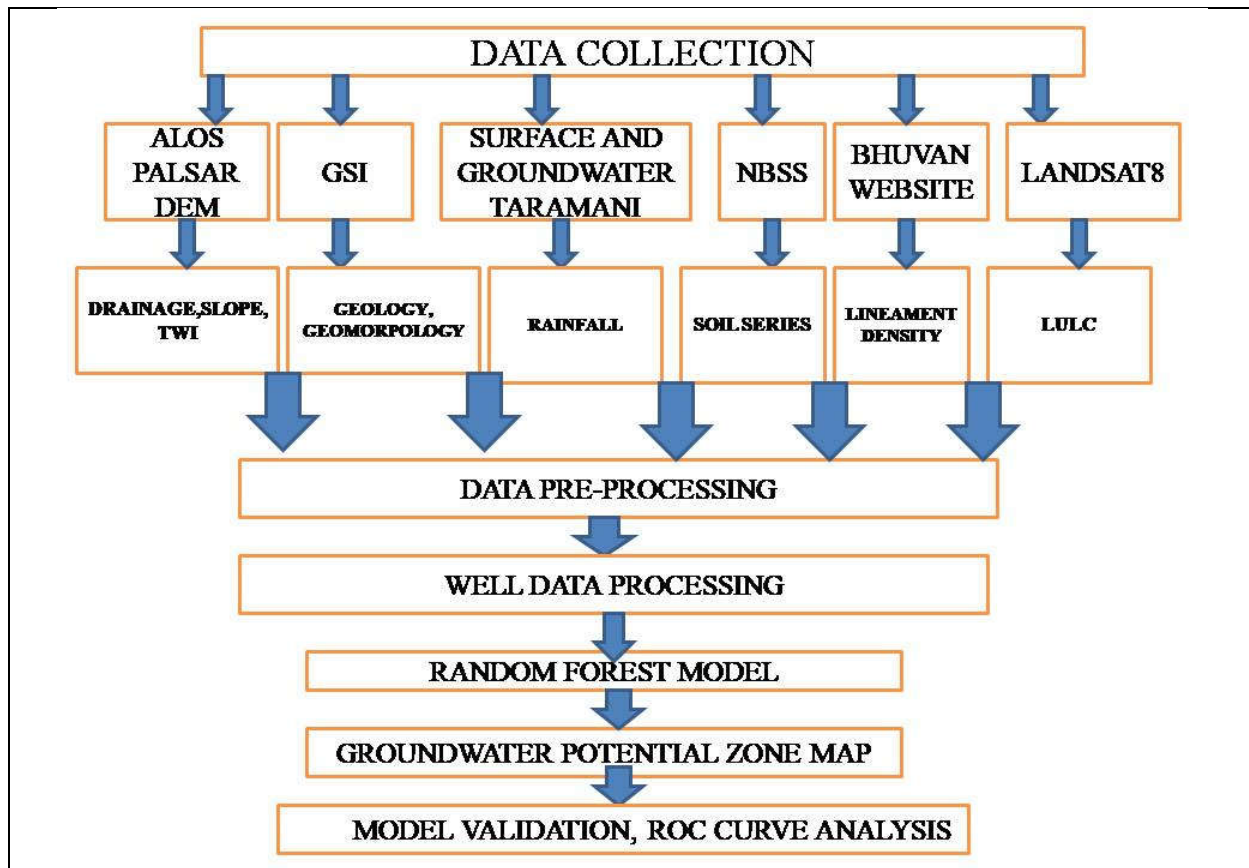 DATA COLLECTION
ALOS
PALSAR
DEM
GSI
SURFACE AND
GROUNDWATER
TARAMANI
NBSS
BHUVAN
WEBSITE
LANDSAT8
DRAINAGE,SLOPE,
TWI
GEOLOGY,
GEOMORPOLOGY
RAINFALL
SOIL SERIES
LINEAMENT
DENSITY
LULC
DATA PRE-PROCESSING
WELL DATA PROCESSING
RANDOM FOREST MODEL
GROUNDWATER POTENTIAL ZONE MAP
MODEL VALIDATION, ROC CURVE ANALYSIS